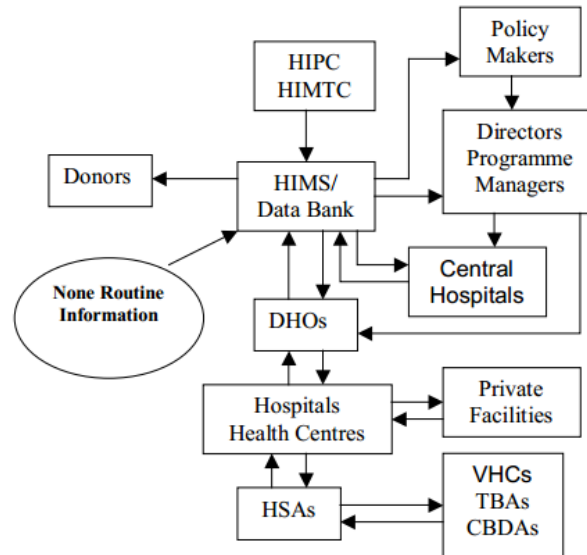 Policy
Makers
HIPC
HIMTC
Directors
Programme
Managers
Donors
HIMS/
Data Bank
Central
Hospitals
None Routine
Information
DHOs
Hospitals
Health Centres
Private
Facilities
HSAs
VHCs
TBAs
CBDAs